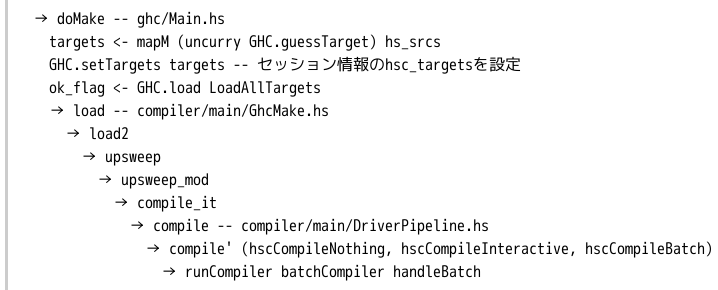 → doMake -- ghc/Main.hs
targets <- mapM (uncurry GHC.guessTarget) hs_srcs
GHC.setTargets targets -- セッション情報のhsc_targetsを設定
ok_flag <- GHC.load LoadAllTargets
→ load -- compiler/main/GhcMake.hs
→ load2
→ upsweep
→ upsweep_mod
→ compile_it
→ compile -- compiler/main/DriverPipeline.hs
→ compile' (hscCompileNothing, hscCompileInteractive, hscCompileBatch)
→ runCompiler batchCompiler handleBatch